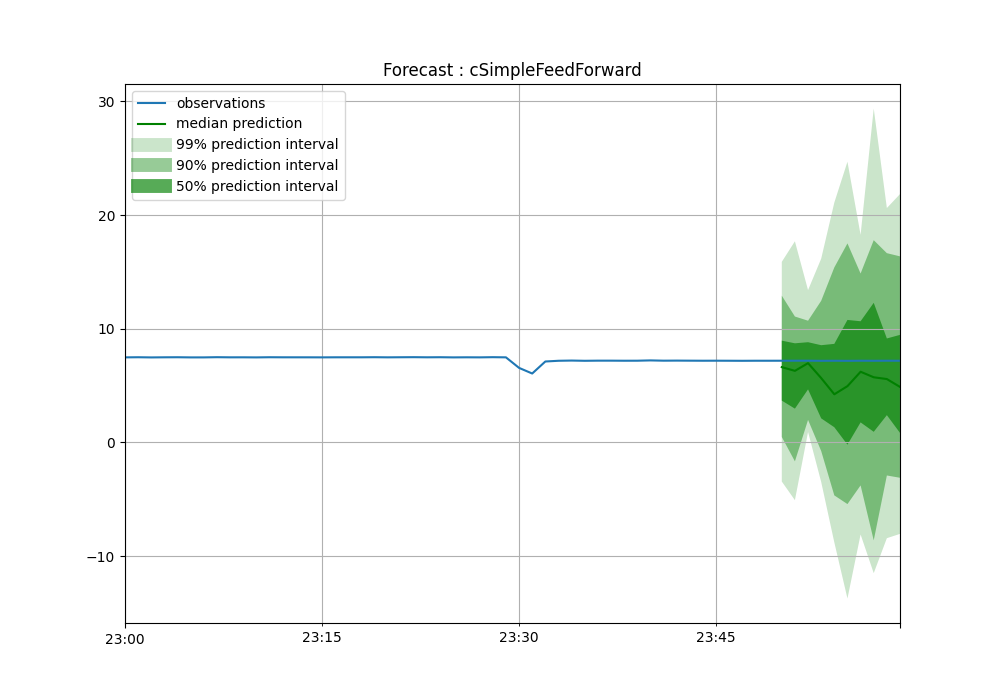 Forecast : cSimpleFeedForward
observations
median prediction
99% prediction interval
90% prediction interval
50% prediction interval
30
20
10
0
−10
23:00
23:15
23:30
23:45